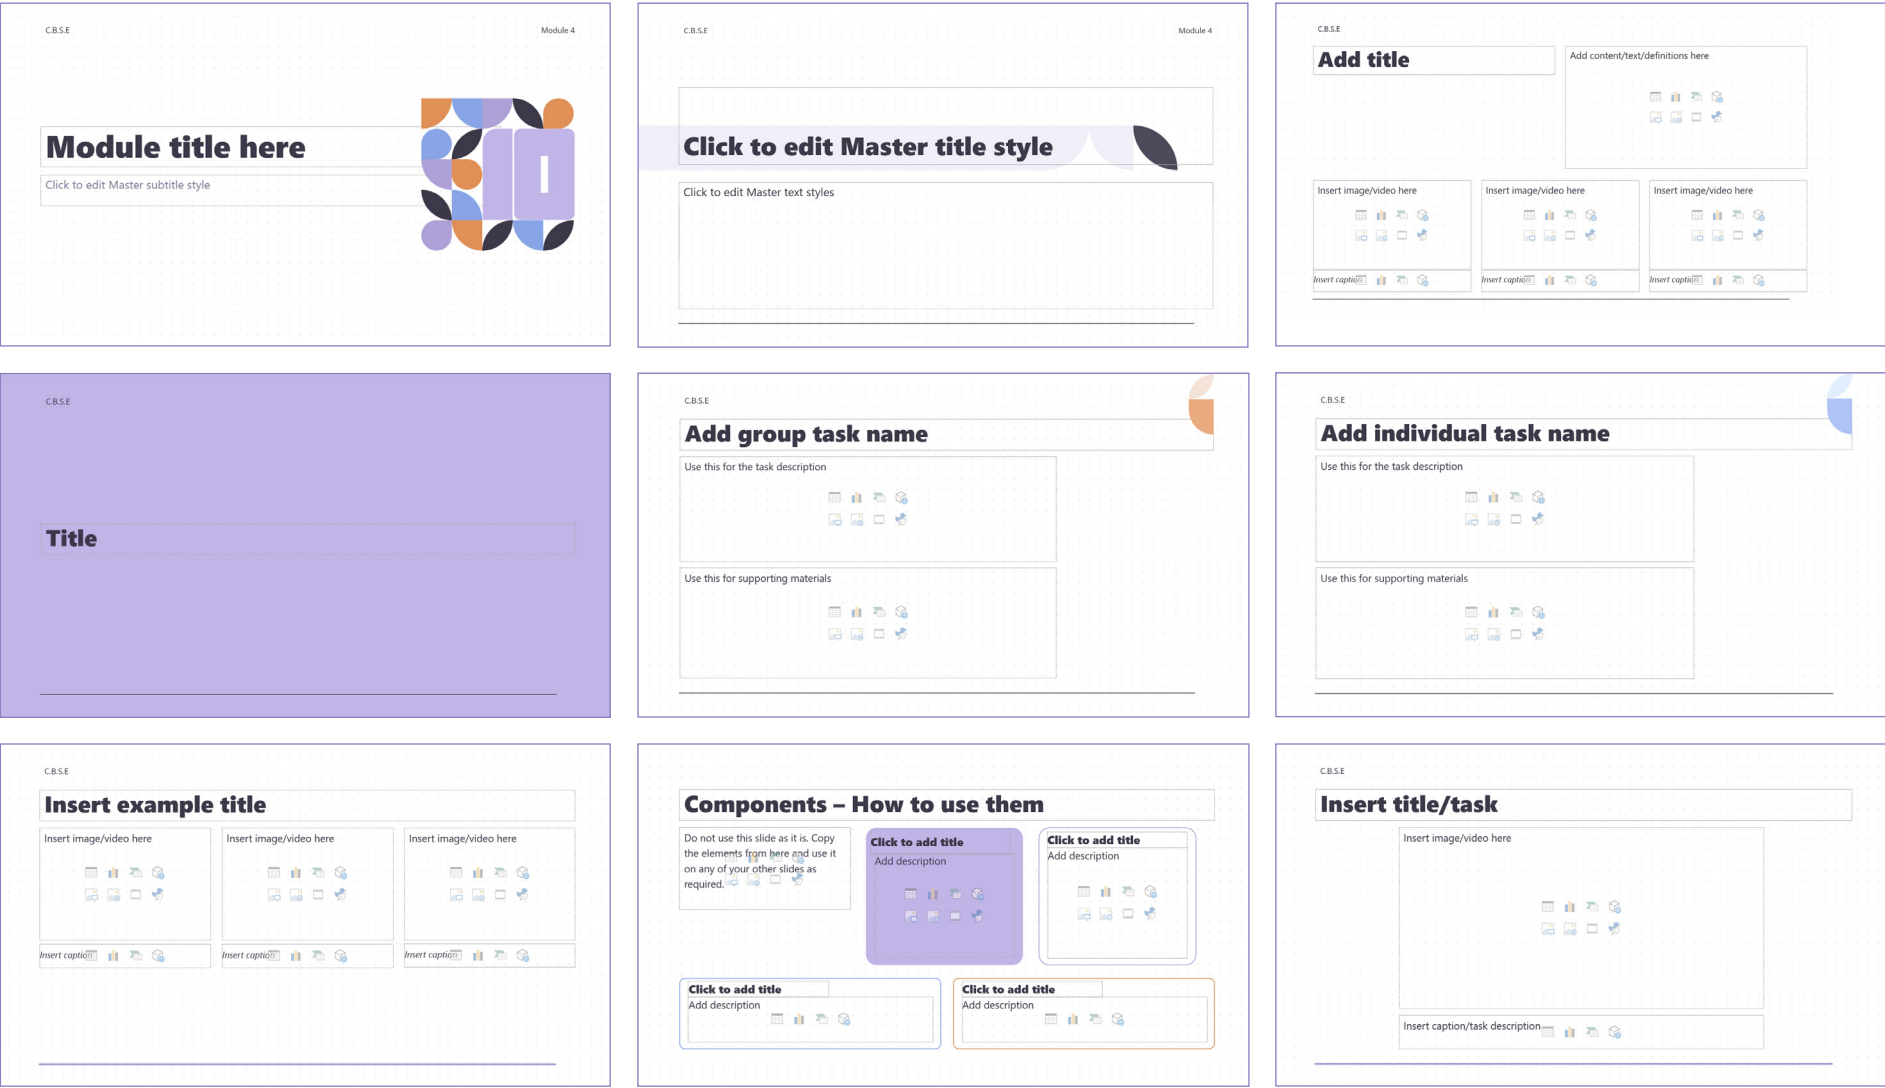 C.B.S.E
Module 4
Module title here
Click to edit Master subtitle style
C.B.S.E
Module 4
Click to edit Master title style
Click to edit Master text styles
C.B.S.E
Add title
Add content/text/definitions here
Insert image/video here
Insert image/video here
Insert image/video here
Insert caption
Insert caption
Insert caption
C.B.S.E
Title
C.B.S.E
Add group task name
Use this for the task description
Use this for supporting materials
C.B.S.E
Add individual task name
Use this for the task description
Use this for supporting materials
C.B.S.E
Insert example title
Insert image/video here
Insert image/video here
Insert image/video here
Insert caption
Insert caption
Insert caption
Components – How to use them
Do not use this slide as it is. Copy
the elements from here and use it
on any of your other slides as
required.
Click to add title
Add description
Click to add title
Add description
Click to add title
Add description
Click to add title
Add description
C.B.S.E
Insert title/task
Insert image/video here
Insert caption/task description